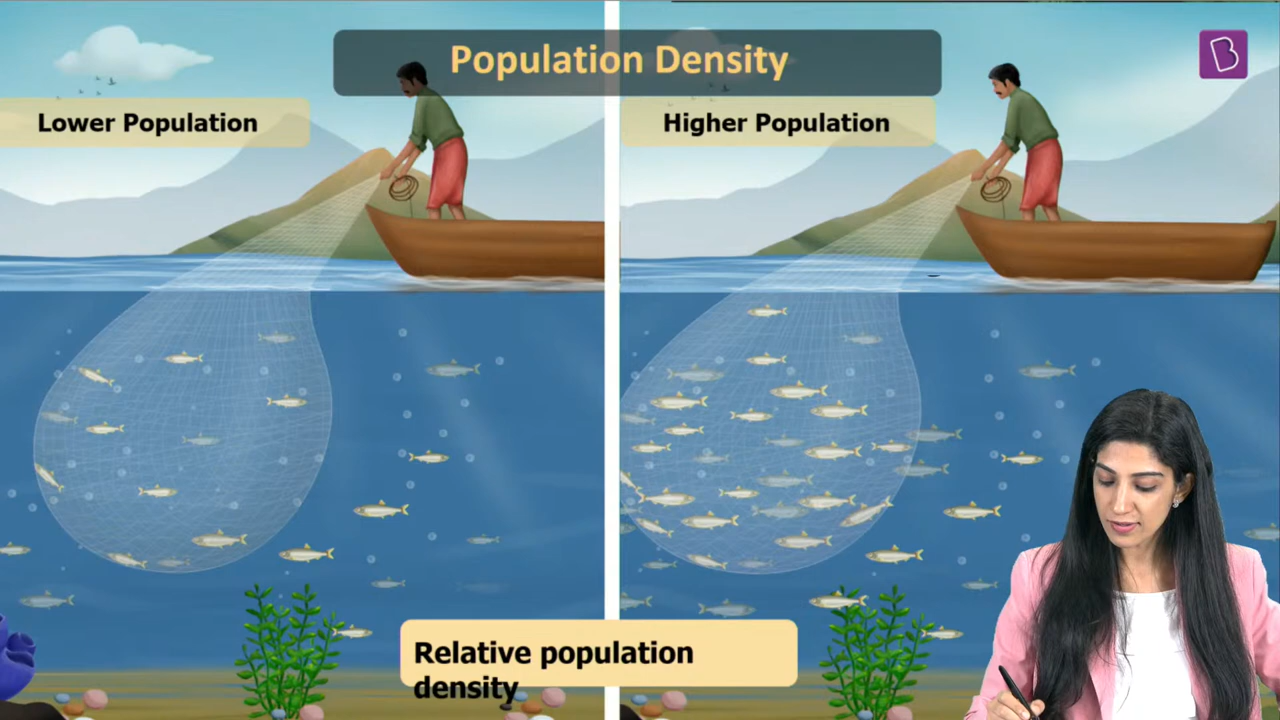 Population Density
Lower Population
Higher Population
Relative population
density